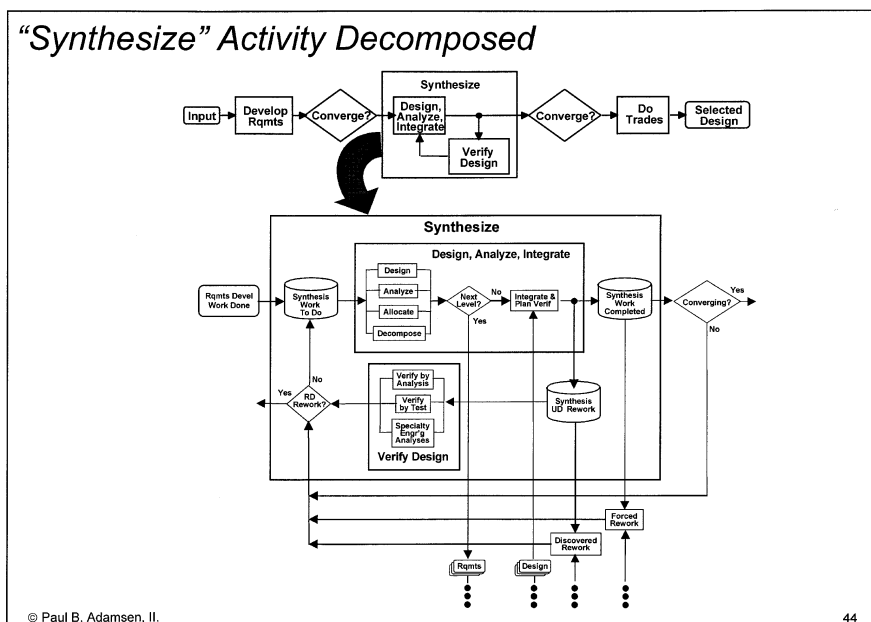 "Synthesize" Activity Decomposed
Synthesize
Input
Develop
Rqmts
Converge?
Design,
Analyze,
Integrate
Verify
Design
Converge?
Do
Trades
Selected
Design
Synthesize
Design, Analyze, Integrate
Rqmts Devel
Work Done
Synthesis
Work
To Do
Design
Analyze
Allocate
Decompose
Next
Level?
No
Yes
Integrate &
Plan Verif
Synthesis
Work
Completed
Converging?
Yes
No
Yes
No
RD
Rework?
Verify by
Analysis
Verify
by Test
Specialty
Engr'g
Analyses
Verify Design
Synthesis
UD Rework
Forced
Rework
Discovered
Rework
Rqmts
Design
© Paul B. Adamsen, II.
44